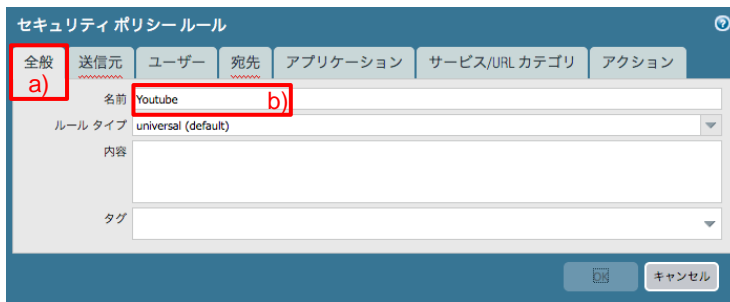 セキュリティ ポリシー ルール
全般 送信元 ユーザー 宛先 アプリケーション サービス/URL カテゴリ アクション
a)
名前 Youtube b)
ルール タイプ universal (default)
内容
タグ
OK キャンセル